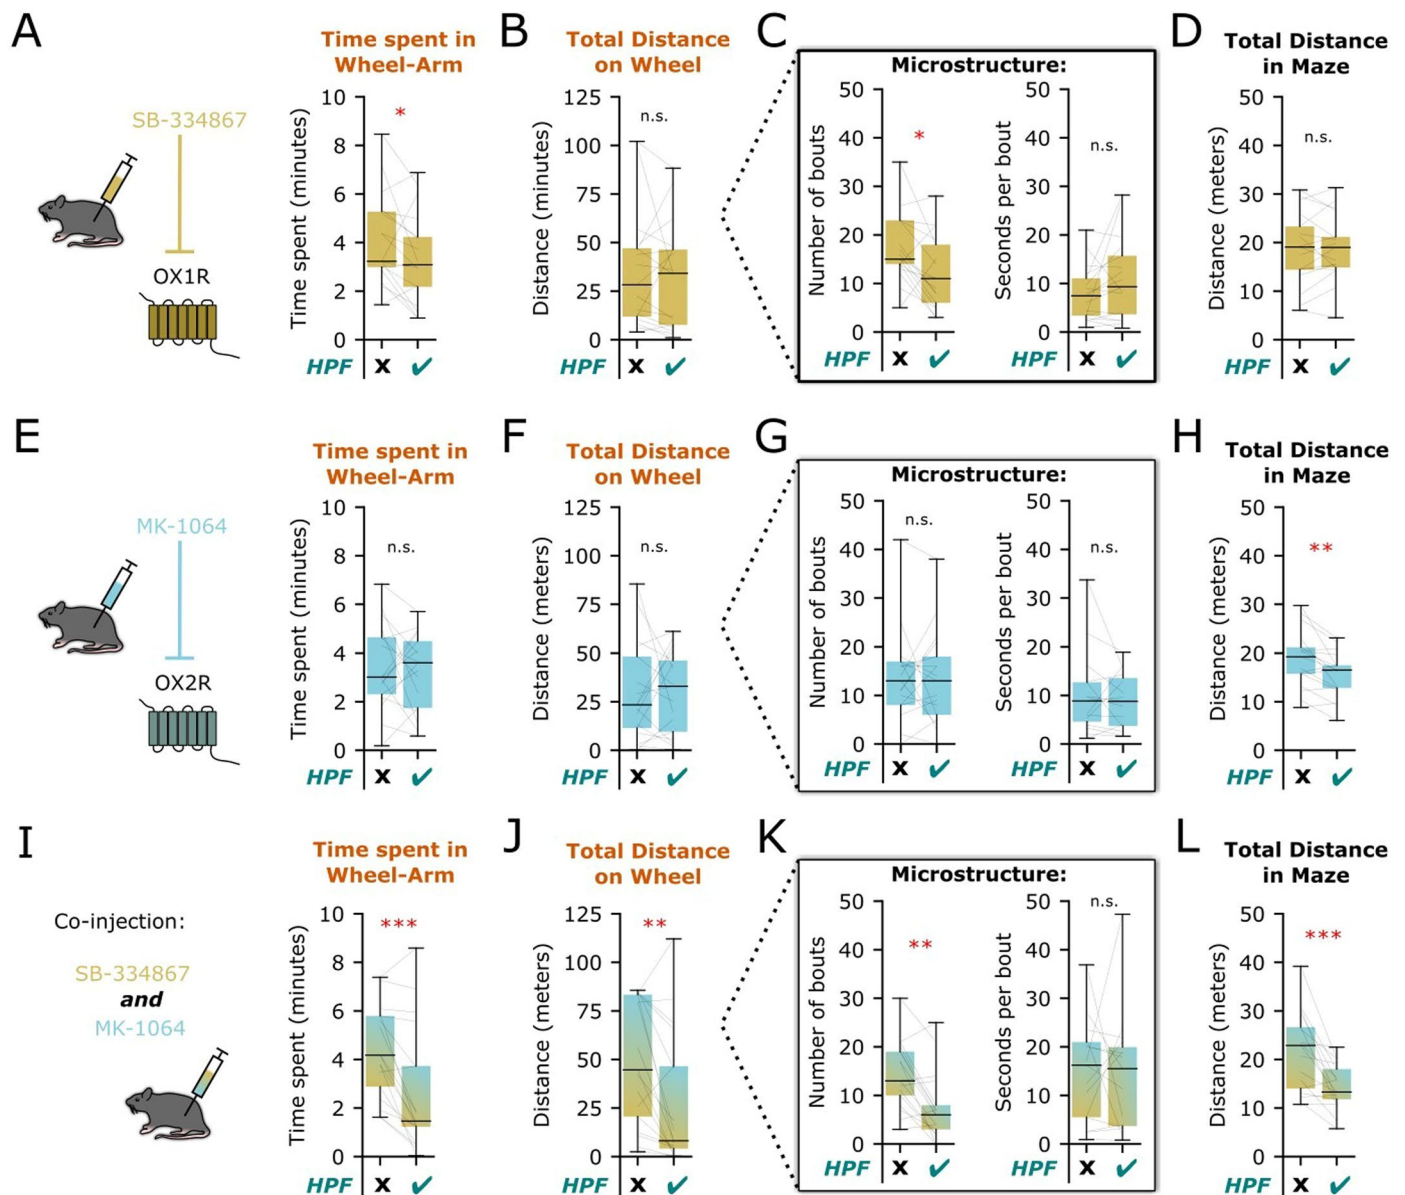 A
SB-334867
OX1R
Time spent in
Wheel-Arm
Time spent (minutes)
10
8
6
4
2
0
*
HPF x ✓
B
Total Distance
on Wheel
Distance (minutes)
125
100
75
50
25
0
n.s.
HPF x ✓
C
Microstructure:
Number of bouts
50
40
30
20
10
0
*
HPF x ✓
Seconds per bout
50
40
30
20
10
0
n.s.
HPF x ✓
D
Total Distance
in Maze
Distance (meters)
50
40
30
20
10
0
n.s.
HPF x ✓
E
MK-1064
OX2R
Time spent in
Wheel-Arm
Time spent (minutes)
10
8
6
4
2
0
n.s.
HPF x ✓
F
Total Distance
on Wheel
Distance (meters)
125
100
75
50
25
0
n.s.
HPF x ✓
G
Microstructure:
Number of bouts
50
40
30
20
10
0
n.s.
HPF x ✓
Seconds per bout
50
40
30
20
10
0
n.s.
HPF x ✓
H
Total Distance
in Maze
Distance (meters)
50
40
30
20
10
0
**
HPF x ✓
I
Co-injection:
SB-334867
and
MK-1064
Time spent in
Wheel-Arm
Time spent (minutes)
10
8
6
4
2
0
***
HPF x ✓
J
Total Distance
on Wheel
Distance (meters)
125
100
75
50
25
0
**
HPF x ✓
K
Microstructure:
Number of bouts
50
40
30
20
10
0
**
HPF x ✓
Seconds per bout
50
40
30
20
10
0
n.s.
HPF x ✓
L
Total Distance
in Maze
Distance (meters)
50
40
30
20
10
0
***
HPF x ✓